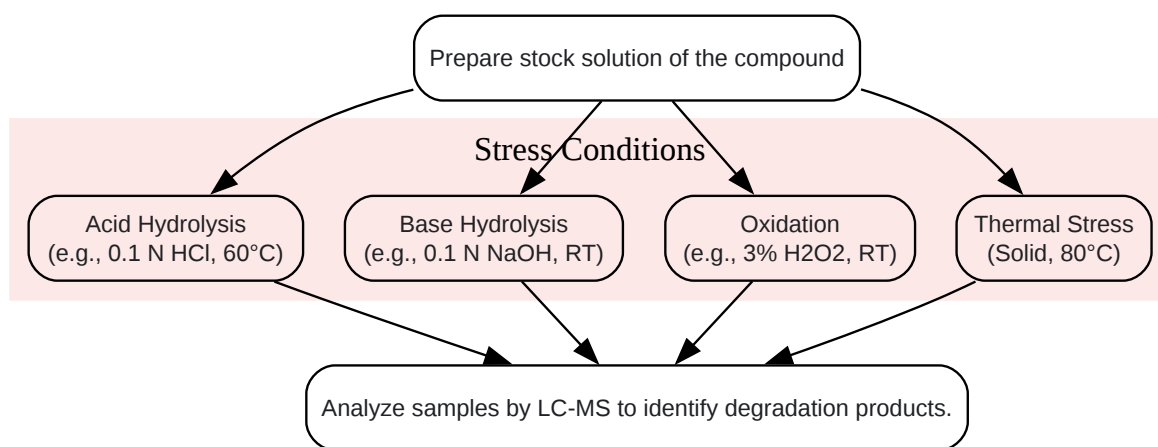 Prepare stock solution of the compound
Stress Conditions
Acid Hydrolysis
(e.g., 0.1 N HCl, 60°C)
Base Hydrolysis
(e.g., 0.1 N NaOH, RT)
Oxidation
(e.g., 3% H2O2, RT)
Thermal Stress
(Solid, 80°C)
Analyze samples by LC-MS to identify degradation products.